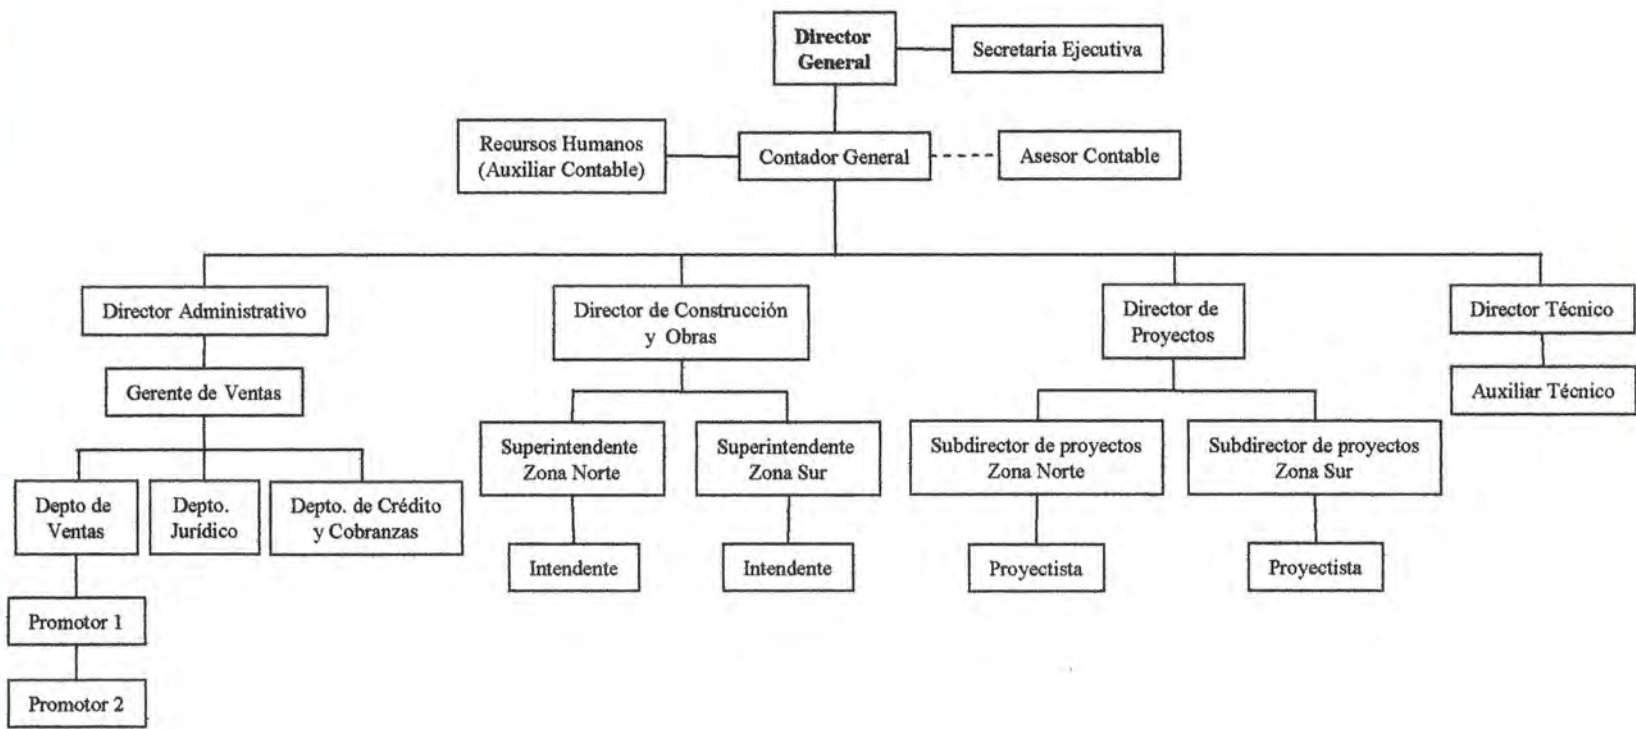 Director
General
Secretaria Ejecutiva
Recursos Humanos
(Auxiliar Contable)
Contador General
Asesor Contable
Director Administrativo
Director de Construcción
y Obras
Director de
Proyectos
Director Técnico
Gerente de Ventas
Auxiliar Técnico
Superintendente
Zona Norte
Superintendente
Zona Sur
Subdirector de proyectos
Zona Norte
Subdirector de proyectos
Zona Sur
Depto de
Ventas
Depto.
Jurídico
Depto. de Crédito
y Cobranzas
Intendente
Intendente
Proyectista
Proyectista
Promotor 1
Promotor 2